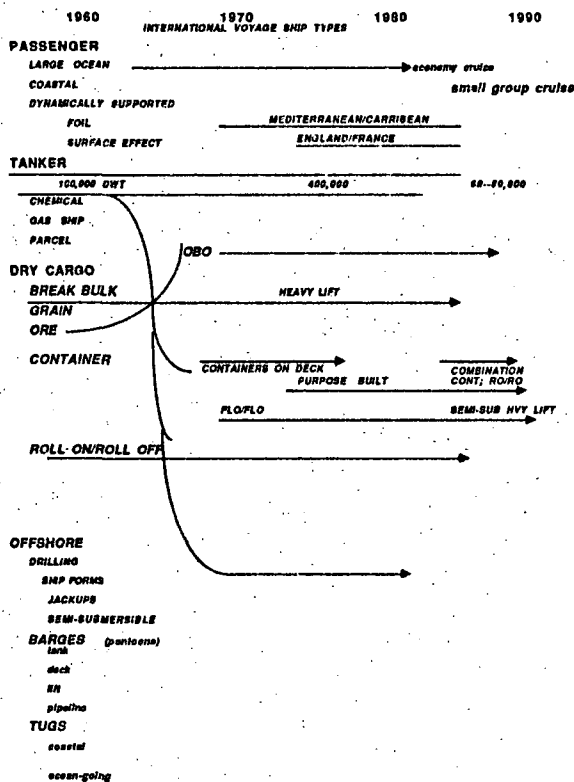 1960 1970 1980 1990
INTERNATIONAL VOYAGE SHIP TYPES
PASSENGER
LARGE OCEAN economy cruise
COASTAL small group cruise
DYNAMICALLY SUPPORTED
FOIL MEDITERRANEAN/CARRIBEAN
SURFACE EFFECT ENGLAND/FRANCE
TANKER
100,000 DWT 400,000 60--80,000
CHEMICAL
GAS SHIP
PARCEL
OBO
DRY CARGO
BREAK BULK HEAVY LIFT
GRAIN
ORE
CONTAINER CONTAINERS ON DECK COMBINATION
PURPOSE BUILT CONT; RO/RO
FLO/FLO SEMI-SUB HVY LIFT
ROLL-ON/ROLL OFF
OFFSHORE
DRILLING
SHIP FORMS
JACKUPS
SEMI-SUBMERSIBLE
BARGES (pontoons)
tank
deck
pipeline
TUGS
coastal
ocean-going